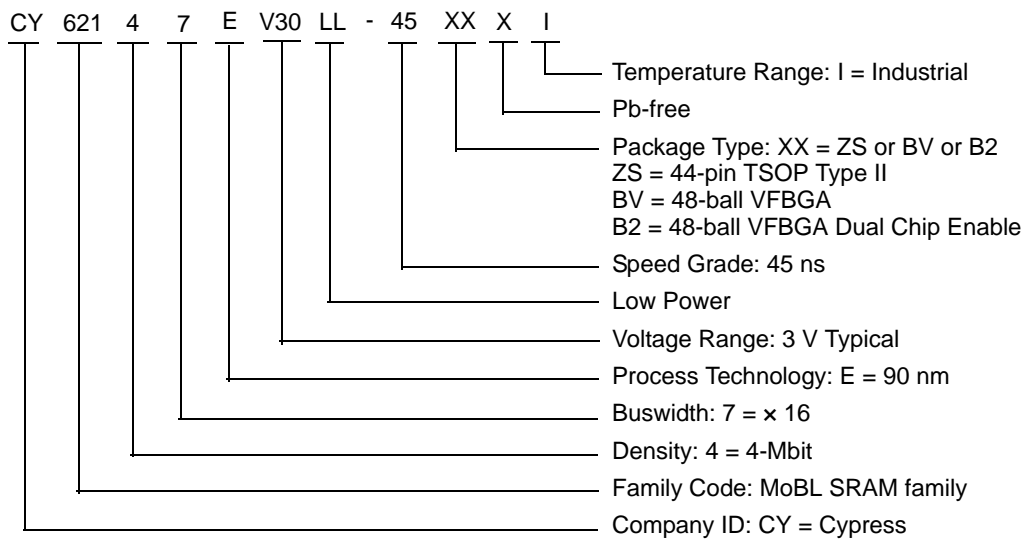 CY 621 4 7 E V30 LL - 45 XX X I
Temperature Range: I = Industrial
Pb-free
Package Type: XX = ZS or BV or B2
ZS = 44-pin TSOP Type II
BV = 48-ball VFBGA
B2 = 48-ball VFBGA Dual Chip Enable
Speed Grade: 45 ns
Low Power
Voltage Range: 3 V Typical
Process Technology: E = 90 nm
Buswidth: 7 = × 16
Density: 4 = 4-Mbit
Family Code: MoBL SRAM family
Company ID: CY = Cypress